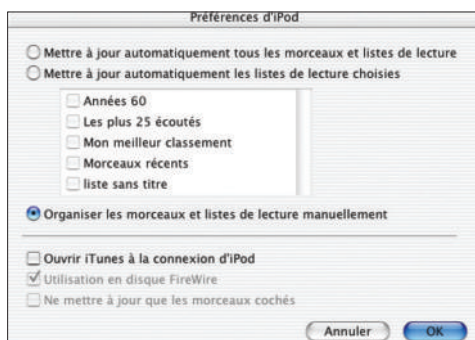 Préférences d'iPod
Mettre à jour automatiquement tous les morceaux et listes de lecture
Mettre à jour automatiquement les listes de lecture choisies
Années 60
Les plus 25 écoutés
Mon meilleur classement
Morceaux récents
liste sans titre
Organiser les morceaux et listes de lecture manuellement
Ouvrir iTunes à la connexion d'iPod
Utilisation en disque FireWire
Ne mettre à jour que les morceaux cochés
Annuler OK